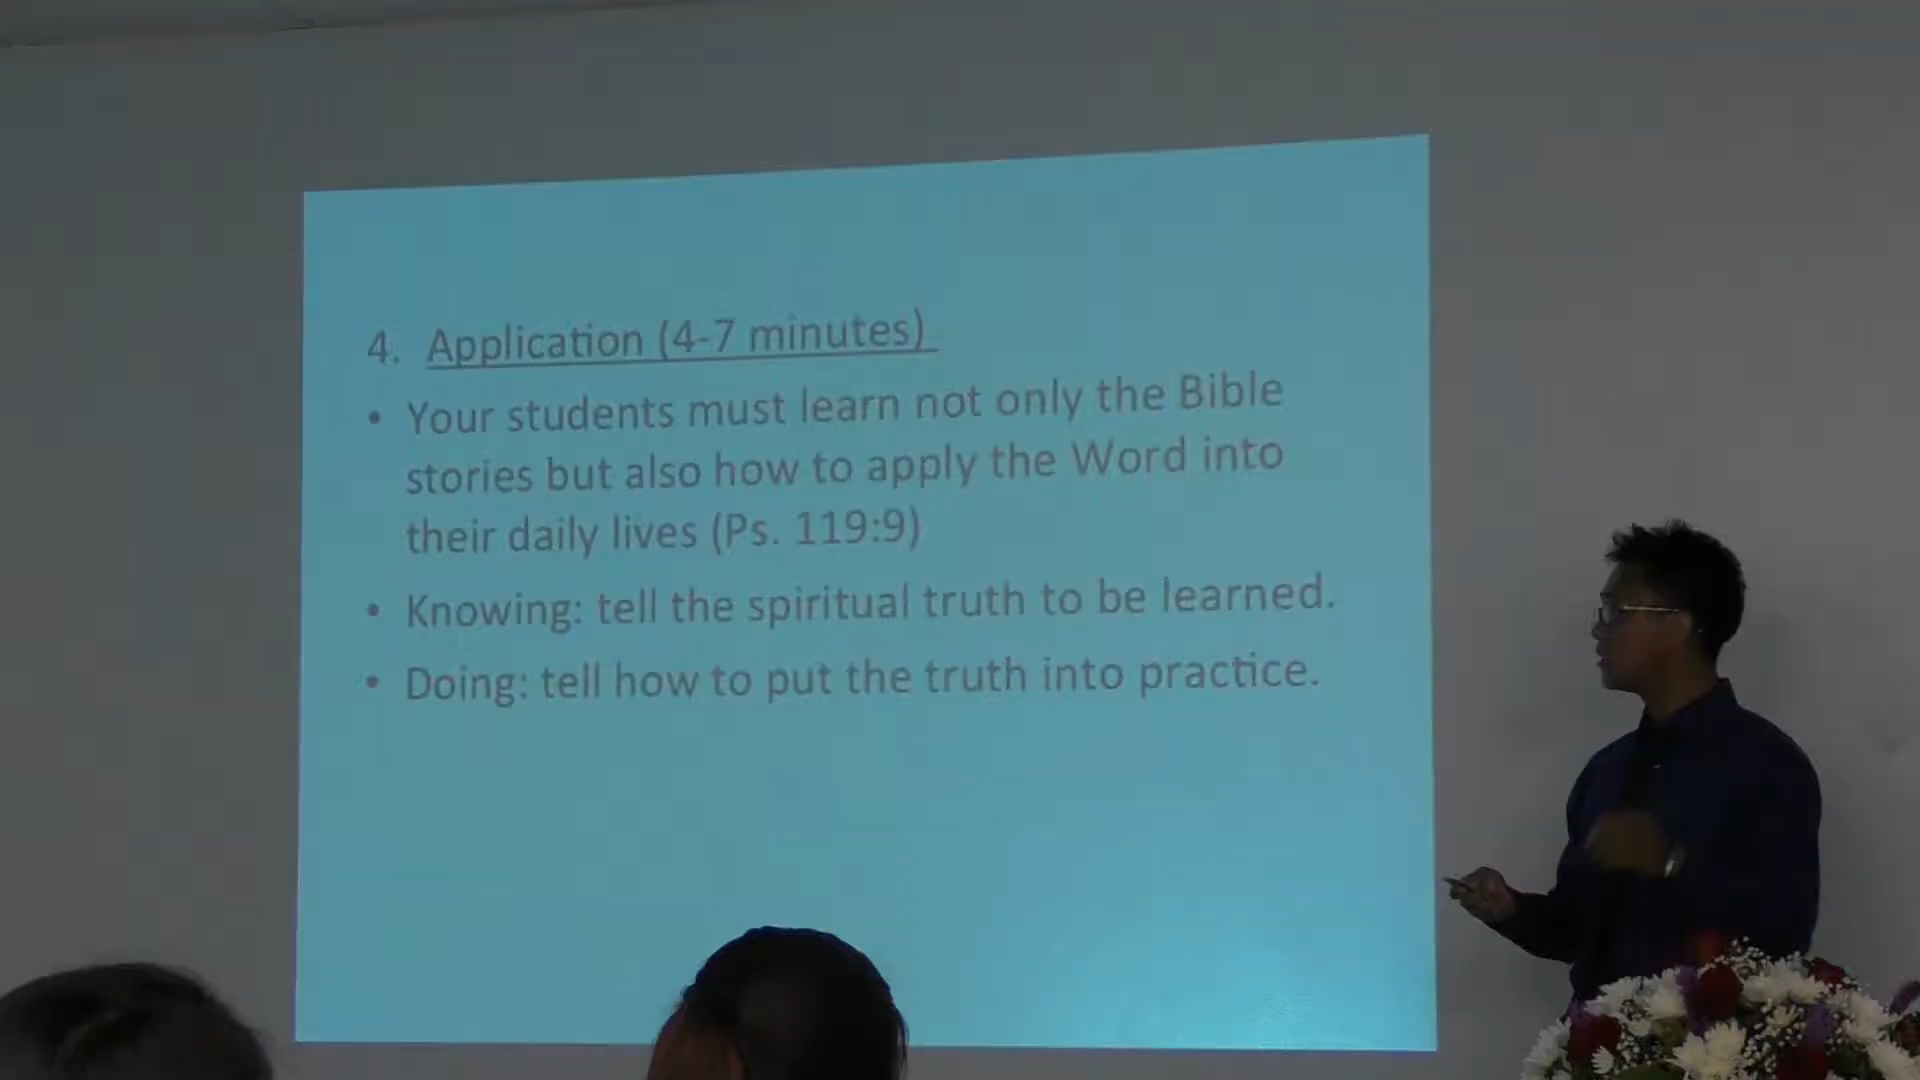 4. Application (4-7 minutes)
• Your students must learn not only the Bible
stories but also how to apply the Word into
their daily lives (Ps. 119:9)
• Knowing: tell the spiritual truth to be learned.
• Doing: tell how to put the truth into practice.